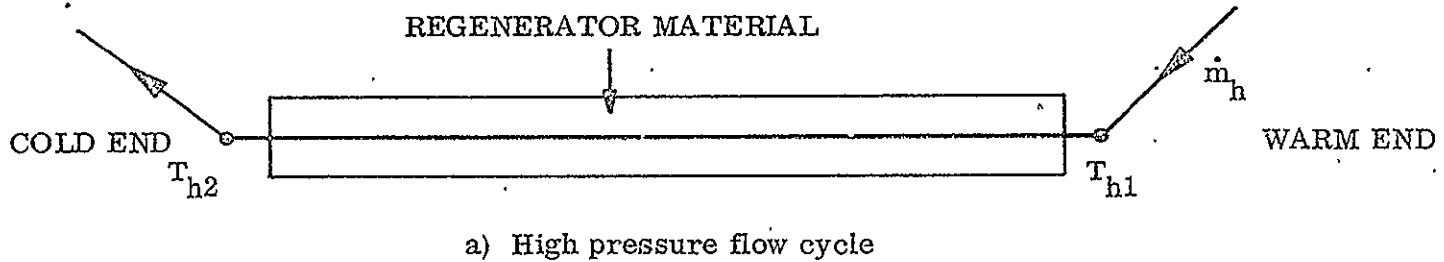 REGENERATOR MATERIAL
ṁh
COLD END
WARM END
Th2
Th1
a) High pressure flow cycle